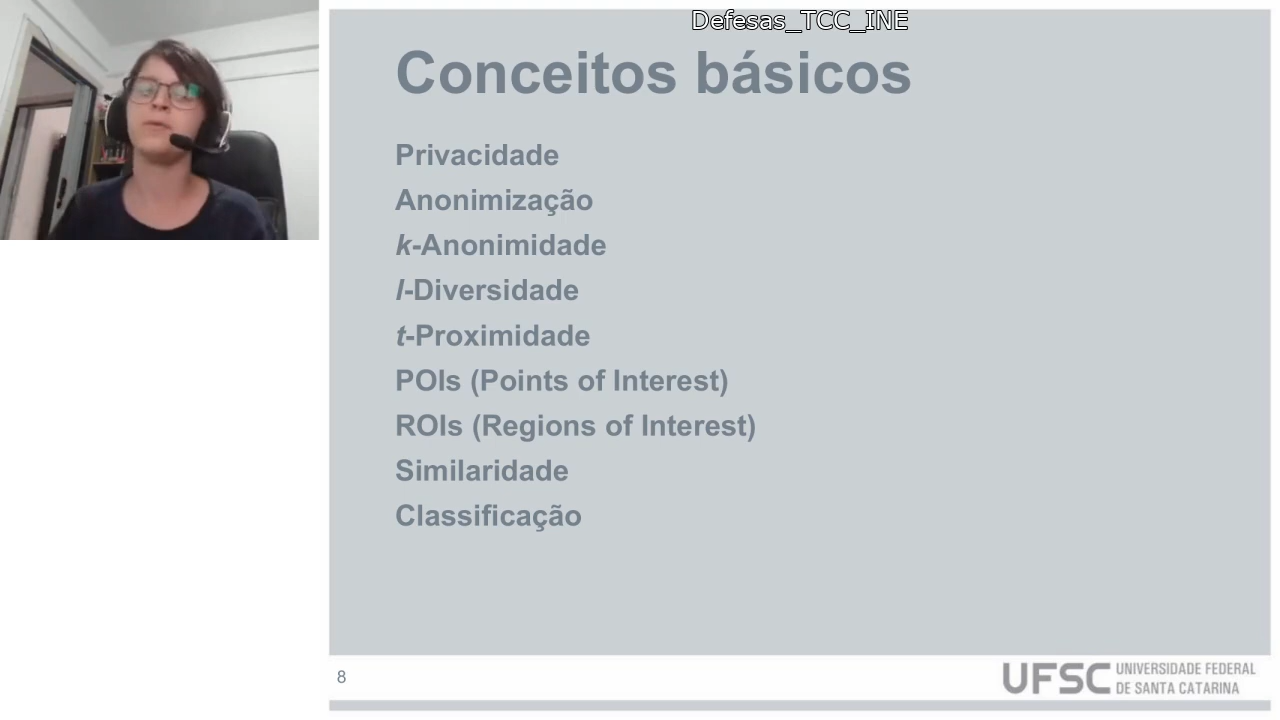 Defesas_TCC_INE
Conceitos básicos
Privacidade
Anonimização
k-Anonimidade
l-Diversidade
t-Proximidade
POIs (Points of Interest)
ROIs (Regions of Interest)
Similaridade
Classificação
8
UFSC
UNIVERSIDADE FEDERAL
DE SANTA CATARINA